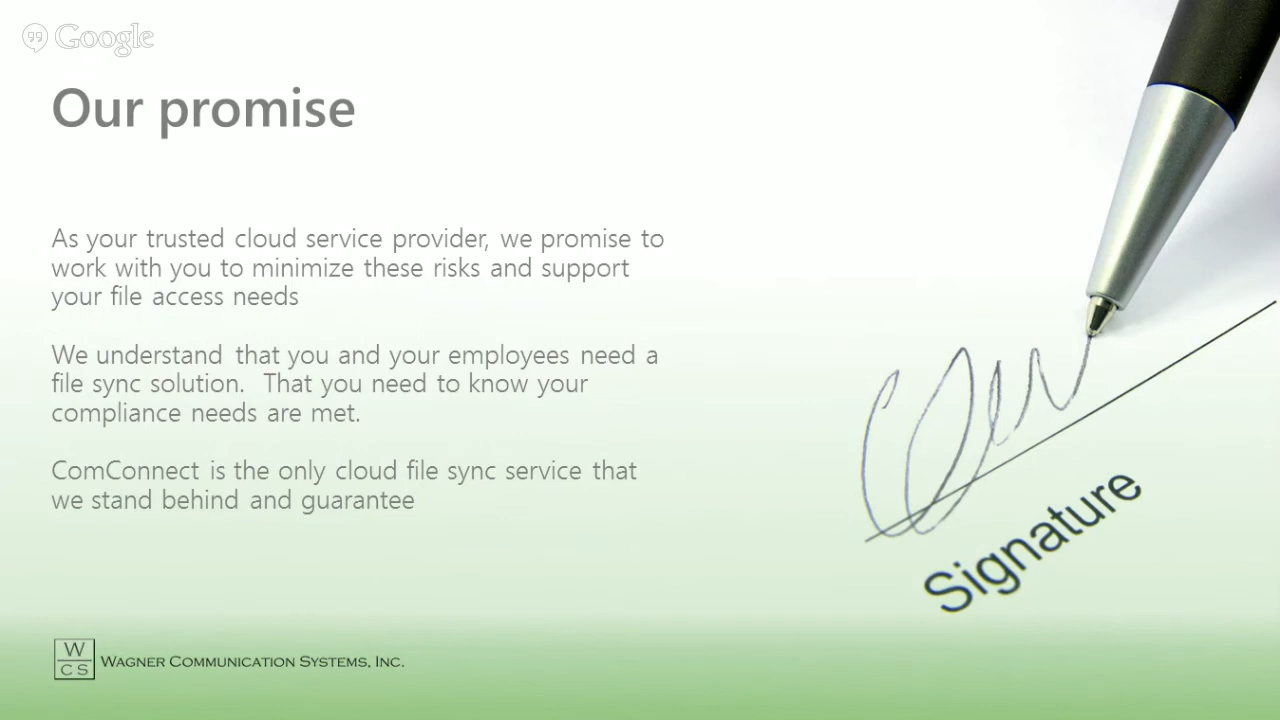 Google
Our promise
As your trusted cloud service provider, we promise to
work with you to minimize these risks and support
your file access needs
We understand that you and your employees need a
file sync solution.  That you need to know your
compliance needs are met.
ComConnect is the only cloud file sync service that
we stand behind and guarantee
Signature
W
CS
WAGNER COMMUNICATION SYSTEMS, INC.